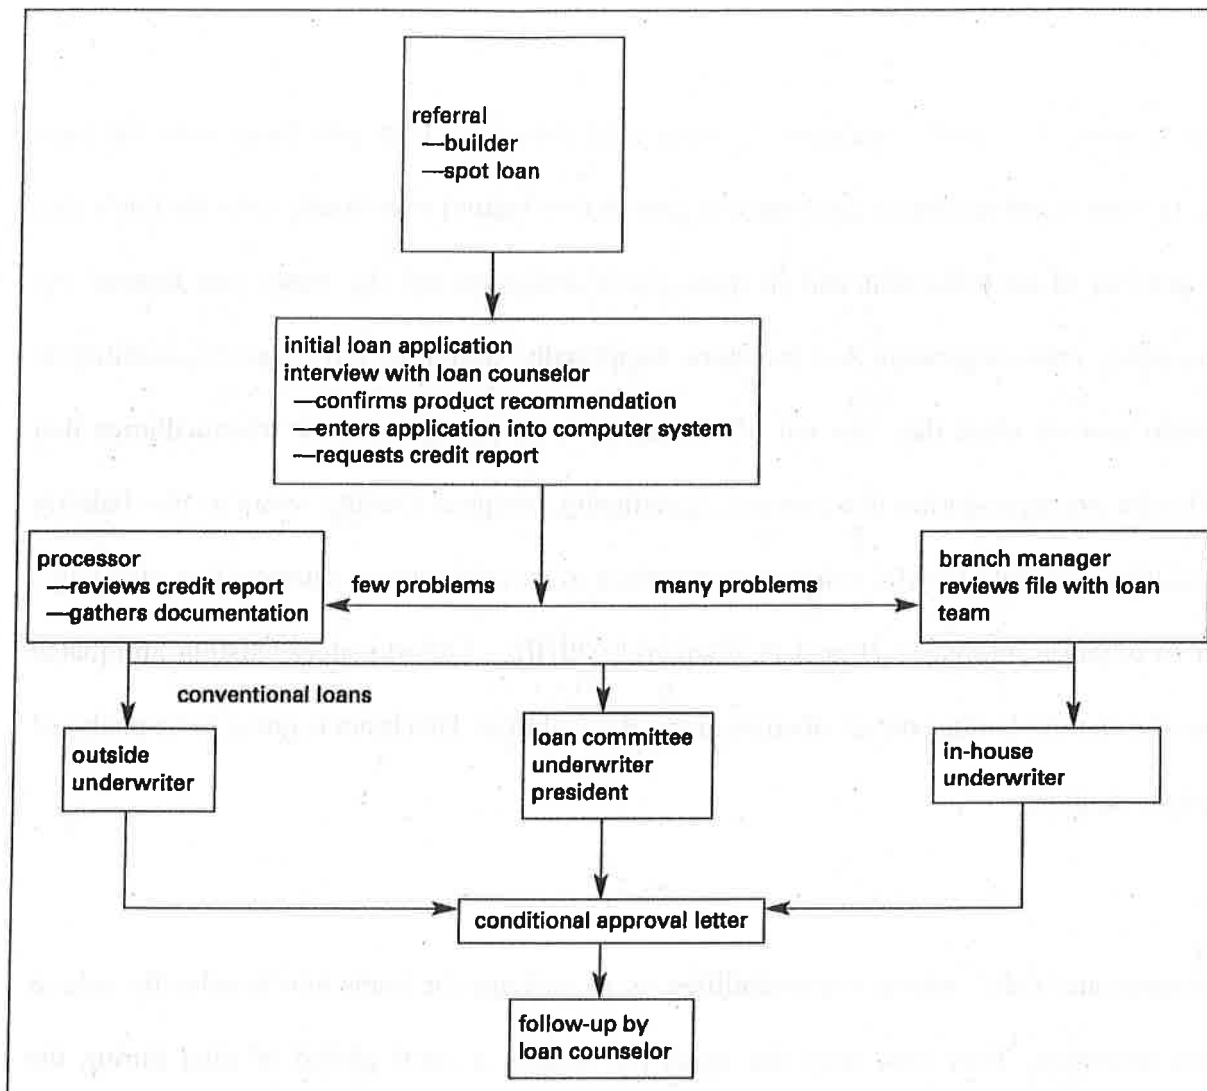 referral
—builder
—spot loan
initial loan application
interview with loan counselor
—confirms product recommendation
—enters application into computer system
—requests credit report
processor
—reviews credit report
—gathers documentation
few problems
many problems
branch manager
reviews file with loan
team
conventional loans
outside
underwriter
loan committee
underwriter
president
in-house
underwriter
conditional approval letter
follow-up by
loan counselor